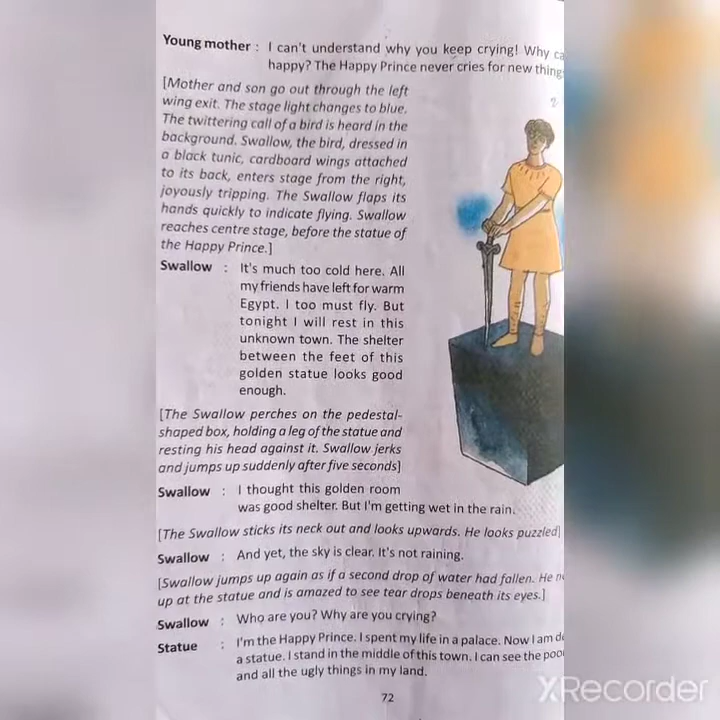 Young mother : I can't understand why you keep crying! Why
happy? The Happy Prince never cries for new
[Mother and son go out through the left
wing exit. The stage light changes to blue.
The twittering call of a bird is heard in the
background. Swallow, the bird, dressed in
a black tunic, cardboard wings attached
to its back, enters stage from the right,
joyously tripping. The Swallow flaps its
hands quickly to indicate flying. Swallow
reaches centre stage, before the statue of
the Happy Prince.]
Swallow : It's much too cold here. All
my friends have left for warm
Egypt. I too must fly. But
tonight I will rest in this
unknown town. The shelter
between the feet of this
golden statue looks good
enough.
[The Swallow perches on the pedestal-
shaped box, holding a leg of the statue and
resting his head against it. Swallow jerks
and jumps up suddenly after five seconds]
Swallow : I thought this golden room
was good shelter. But I'm getting wet in the rain.
[The Swallow sticks its neck out and looks upwards. He looks puzzled]
Swallow : And yet, the sky is clear. It's not raining.
[Swallow jumps up again as if a second drop of water had fallen. He
up at the statue and is amazed to see tear drops beneath its eyes.]
Swallow : Who are you? Why are you crying?
Statue : I'm the Happy Prince. I spent my life in a palace. Now I am
a statue. I stand in the middle of this town. I can see the
and all the ugly things in my land.
72
XRecorder